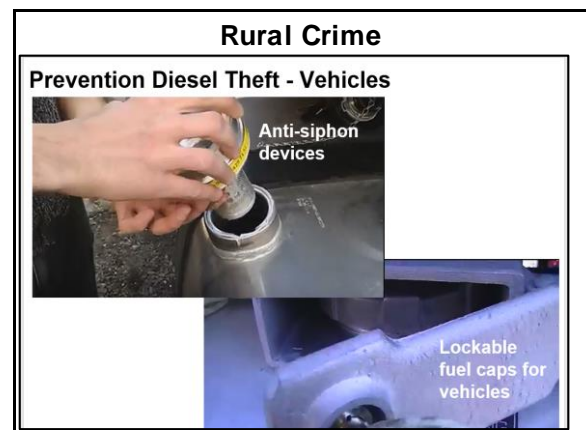 Rural Crime
Prevention Diesel Theft - Vehicles
Anti-siphon
devices
Lockable
fuel caps for
vehicles